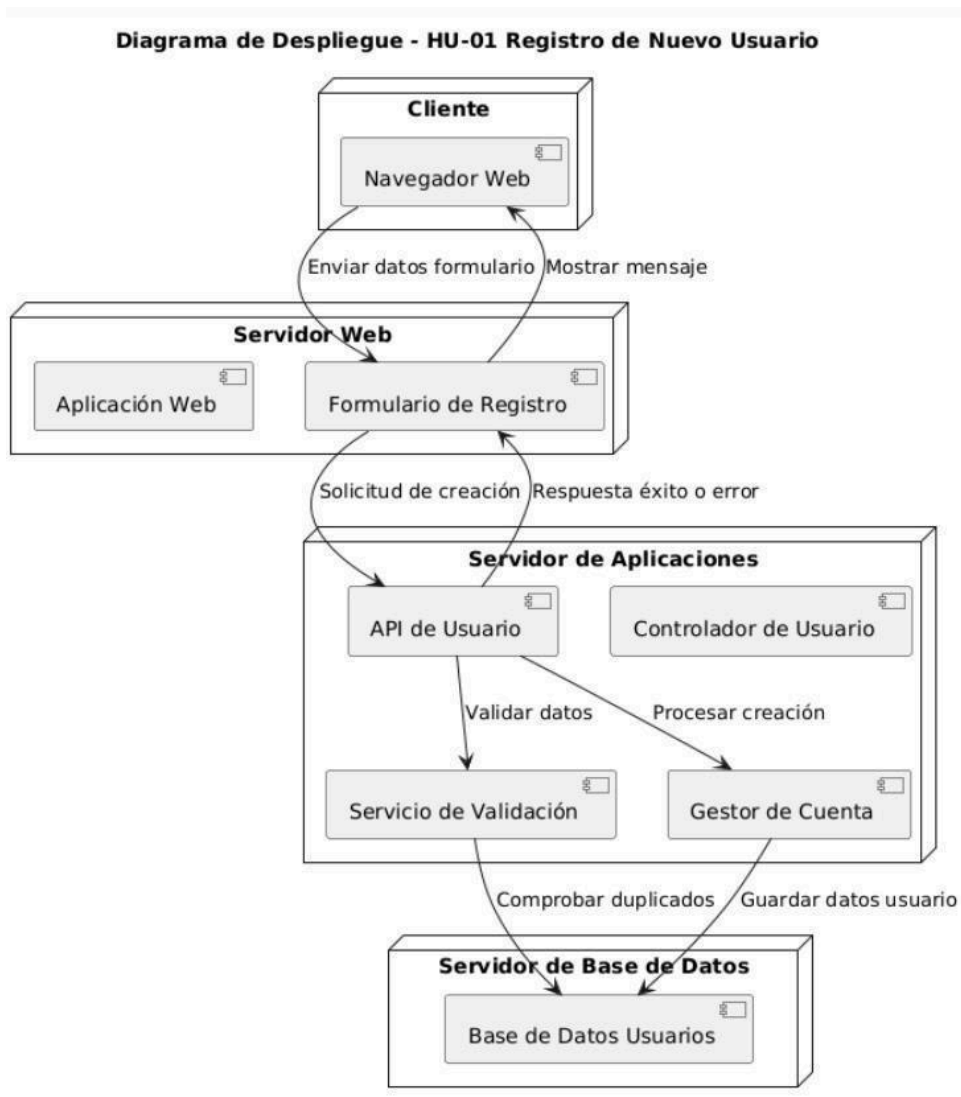 Diagrama de Despliegue - HU-01 Registro de Nuevo Usuario
Cliente
Navegador Web
Enviar datos formulario
Mostrar mensaje
Servidor Web
Aplicación Web
Formulario de Registro
Solicitud de creación
Respuesta éxito o error
Servidor de Aplicaciones
API de Usuario
Controlador de Usuario
Validar datos
Procesar creación
Servicio de Validación
Gestor de Cuenta
Comprobar duplicados
Guardar datos usuario
Servidor de Base de Datos
Base de Datos Usuarios